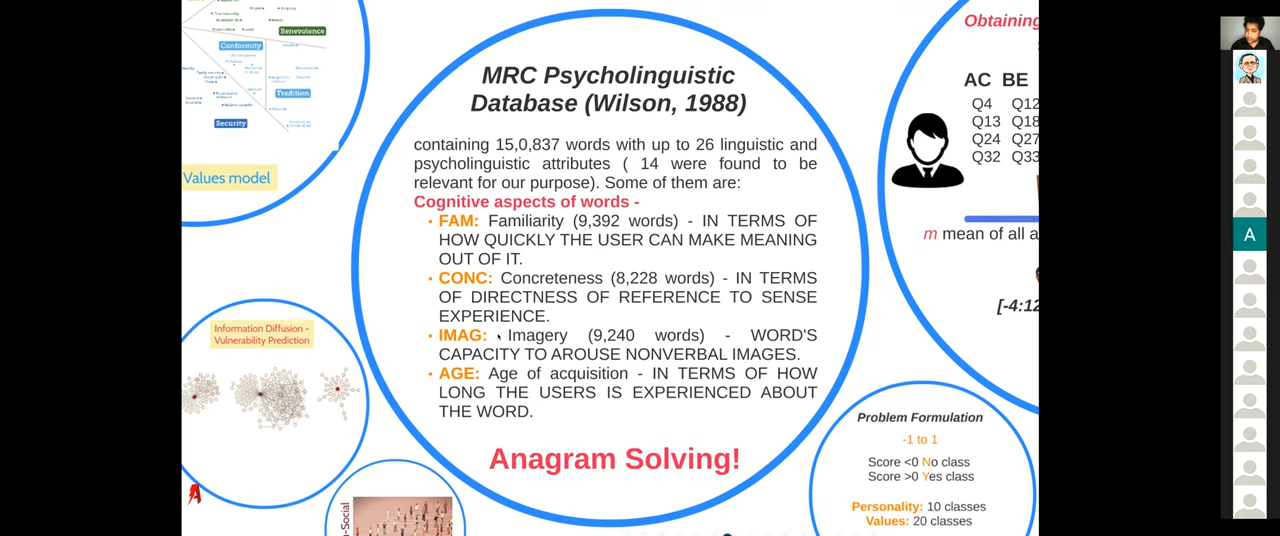 Benevolence
Conformity
Tradition
Security
Values model
MRC Psycholinguistic
Database (Wilson, 1988)
containing 15,0,837 words with up to 26 linguistic and
psycholinguistic attributes ( 14 were found to be
relevant for our purpose). Some of them are:
Cognitive aspects of words -
• FAM: Familiarity (9,392 words) - IN TERMS OF
HOW QUICKLY THE USER CAN MAKE MEANING
OUT OF IT.
• CONC: Concreteness (8,228 words) - IN TERMS
OF DIRECTNESS OF REFERENCE TO SENSE
EXPERIENCE.
• IMAG: Imagery (9,240 words) - WORD'S
CAPACITY TO AROUSE NONVERBAL IMAGES.
• AGE: Age of acquisition - IN TERMS OF HOW
LONG THE USERS IS EXPERIENCED ABOUT
THE WORD.
Anagram Solving!
Information Diffusion -
Vulnerability Prediction
-Social
Obtaining
AC BE
Q4 Q12
Q13 Q18
Q24 Q27
Q32 Q33
m mean of all a
[-4:12
Problem Formulation
-1 to 1
Score <0 No class
Score >0 Yes class
Personality: 10 classes
Values: 20 classes
A